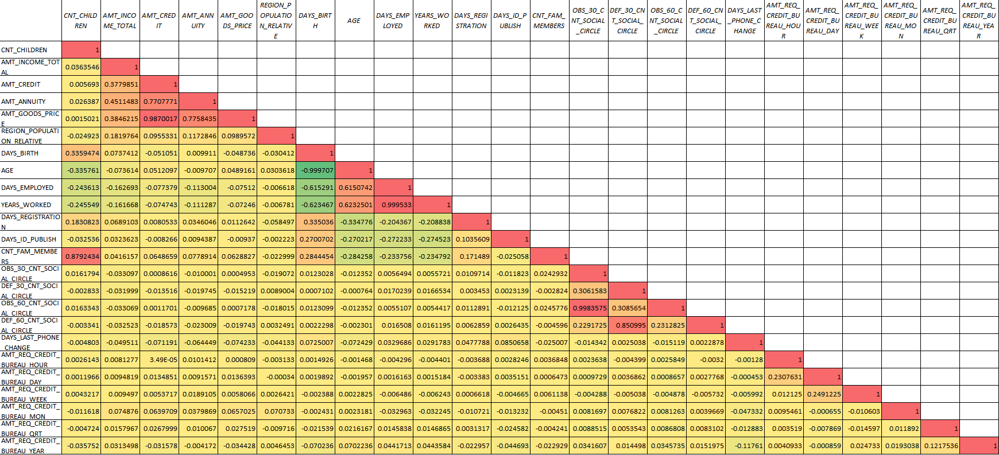 CNT_CHILDREN AMT_INCOME_TOTAL AMT_CREDIT AMT_ANNUITY AMT_GOODS_PRICE REGION_POPULATION_RELATIVE DAYS_BIRTH AGE DAYS_EMPLOYED YEARS_WORKED DAYS_REGISTRATION DAYS_ID_PUBLISH CNT_FAM_MEMBERS OBS_30_CNT_SOCIAL_CIRCLE DEF_30_CNT_SOCIAL_CIRCLE OBS_60_CNT_SOCIAL_CIRCLE DEF_60_CNT_SOCIAL_CIRCLE DAYS_LAST_PHONE_CHANGE AMT_REQ_CREDIT_BUREAU_HOUR AMT_REQ_CREDIT_BUREAU_DAY AMT_REQ_CREDIT_BUREAU_WEEK AMT_REQ_CREDIT_BUREAU_MON AMT_REQ_CREDIT_BUREAU_QRT AMT_REQ_CREDIT_BUREAU_YEAR
CNT_CHILDREN 1
AMT_INCOME_TOTAL 0.0363546 1
AMT_CREDIT 0.005693 0.3779851 1
AMT_ANNUITY 0.026387 0.4511483 0.7707771 1
AMT_GOODS_PRICE 0.0015021 0.3846215 0.9870017 0.7758435 1
REGION_POPULATION_RELATIVE -0.024923 0.1819764 0.0955331 0.1172846 0.0989572 1
DAYS_BIRTH 0.3359474 0.0737412 -0.051051 0.009911 -0.048736 -0.030412 1
AGE -0.335761 -0.073614 0.0512097 -0.009707 0.0489161 0.0303618 -0.999707 1
DAYS_EMPLOYED -0.243613 -0.162693 -0.077379 -0.113004 -0.07512 -0.006618 -0.615291 0.6150742 1
YEARS_WORKED -0.245549 -0.161668 -0.074743 -0.111287 -0.07246 -0.006781 -0.623467 0.6232501 0.999533 1
DAYS_REGISTRATION 0.1830823 0.0689103 0.0080533 0.0346046 0.0112642 -0.058497 0.335036 -0.334776 -0.204367 -0.208838 1
DAYS_ID_PUBLISH -0.032536 0.0323623 -0.008266 0.0094387 -0.00937 -0.002223 0.2700702 -0.270217 -0.272233 -0.274523 0.1035609 1
CNT_FAM_MEMBERS 0.8792434 0.0416157 0.0648659 0.0778914 0.0628827 -0.022999 0.2844454 -0.284258 -0.233756 -0.234792 0.171489 -0.025058 1
OBS_30_CNT_SOCIAL_CIRCLE 0.0161794 -0.033097 0.0008616 -0.010001 0.0004953 -0.019072 0.0123028 -0.012352 0.0056494 0.0055721 0.0109714 -0.011823 0.0242932 1
DEF_30_CNT_SOCIAL_CIRCLE -0.002833 -0.031999 -0.013516 -0.019745 -0.015219 0.0089004 0.0007102 -0.000764 0.0170239 0.0166534 0.003453 0.0023139 -0.002824 0.3061583 1
OBS_60_CNT_SOCIAL_CIRCLE 0.0163343 -0.033069 0.0011701 -0.009685 0.0007178 -0.018015 0.0123099 -0.012352 0.0055107 0.0054417 0.0112891 -0.012125 0.0245776 0.9983575 0.3085654 1
DEF_60_CNT_SOCIAL_CIRCLE -0.003341 -0.032523 -0.018573 -0.023009 -0.019743 0.0032491 0.0022298 -0.002301 0.016508 0.0161195 0.0062859 0.0026435 -0.004596 0.2291725 0.850995 0.2312825 1
DAYS_LAST_PHONE_CHANGE -0.004803 -0.049511 -0.071191 -0.064449 -0.074233 -0.044133 0.0725007 -0.072429 0.0329686 0.0291783 0.0477788 0.0850658 -0.025007 -0.014342 0.0025038 -0.015119 0.0022878 1
AMT_REQ_CREDIT_BUREAU_HOUR 0.0026143 0.0081277 3.49E-05 0.0101412 0.000809 -0.003133 0.0014926 -0.001468 -0.004296 -0.004401 -0.003688 0.0028246 0.0036848 0.0023638 -0.004399 0.0025849 -0.0032 -0.00128 1
AMT_REQ_CREDIT_BUREAU_DAY 0.0011966 0.0094819 0.0134851 0.0091571 0.0136393 -0.00034 0.0019892 -0.001957 0.0016163 0.0015184 -0.003383 0.0035151 0.0006473 0.0009729 0.0036862 0.0008657 0.0027768 -0.000453 0.2307631 1
AMT_REQ_CREDIT_BUREAU_WEEK 0.0043217 0.009497 0.0053717 0.0189105 0.0058066 0.0026421 -0.002388 0.0022825 -0.006486 -0.006243 0.0006618 -0.004665 0.0061138 -0.004288 -0.005038 -0.004878 -0.005732 -0.005992 0.012125 0.2491225 1
AMT_REQ_CREDIT_BUREAU_MON -0.011618 0.074876 0.0639709 0.0379869 0.0657025 0.070733 -0.002431 0.0023181 -0.032963 -0.032245 -0.010721 -0.013232 -0.00451 0.0081697 0.0076822 0.0081263 0.0039669 -0.047332 0.0095461 -0.000655 -0.010603 1
AMT_REQ_CREDIT_BUREAU_QRT -0.004724 0.0157967 0.0267999 0.010067 0.027519 -0.009716 -0.021539 0.0216167 0.0145838 0.0146865 0.0031317 -0.024582 -0.004241 0.0088515 0.0053543 0.0086808 0.0083102 -0.012883 0.003519 -0.007869 -0.014597 0.011892 1
AMT_REQ_CREDIT_BUREAU_YEAR -0.035752 0.0313498 -0.031578 -0.004172 -0.034428 0.0046453 -0.070236 0.0702236 0.0441713 0.0443584 -0.022957 -0.044693 -0.022929 0.0341607 0.014498 0.0345735 0.0151975 -0.11761 0.0040933 -0.000859 0.024733 0.0193038 0.1217536 1